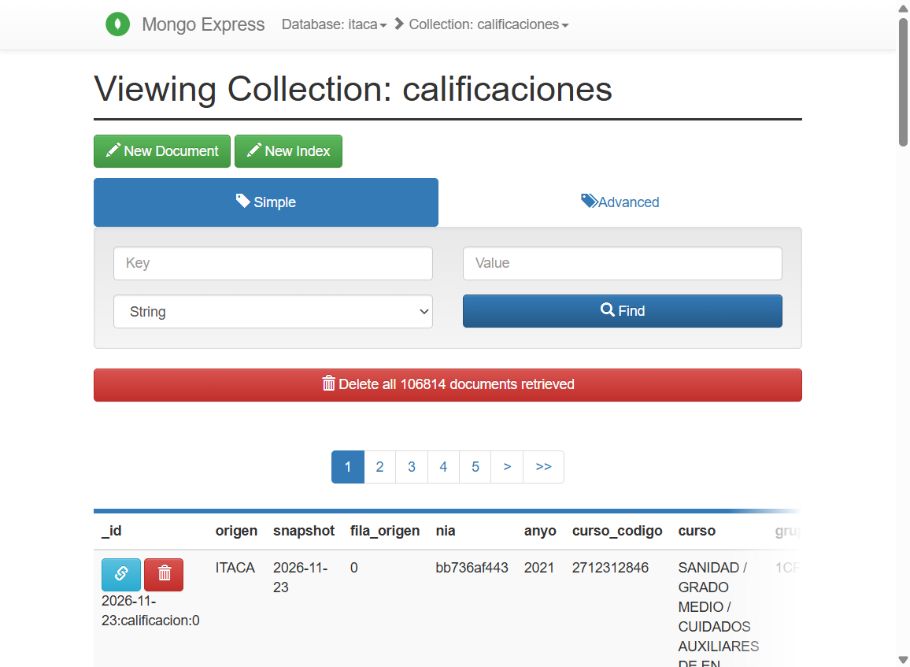 Mongo Express Database: itaca > Collection: calificaciones
Viewing Collection: calificaciones
New Document New Index
Simple Advanced
Key Value
String Find
Delete all 106814 documents retrieved
1 2 3 4 5 > >>
_id origen snapshot fila_origen nia anyo curso_codigo curso
ITACA 2026-11- 0 bb736af443 2021 2712312846 SANIDAD /
23 GRADO
2026-11- MEDIO /
23:calificacion:0 CUIDADOS
AUXILIARES
DE EN